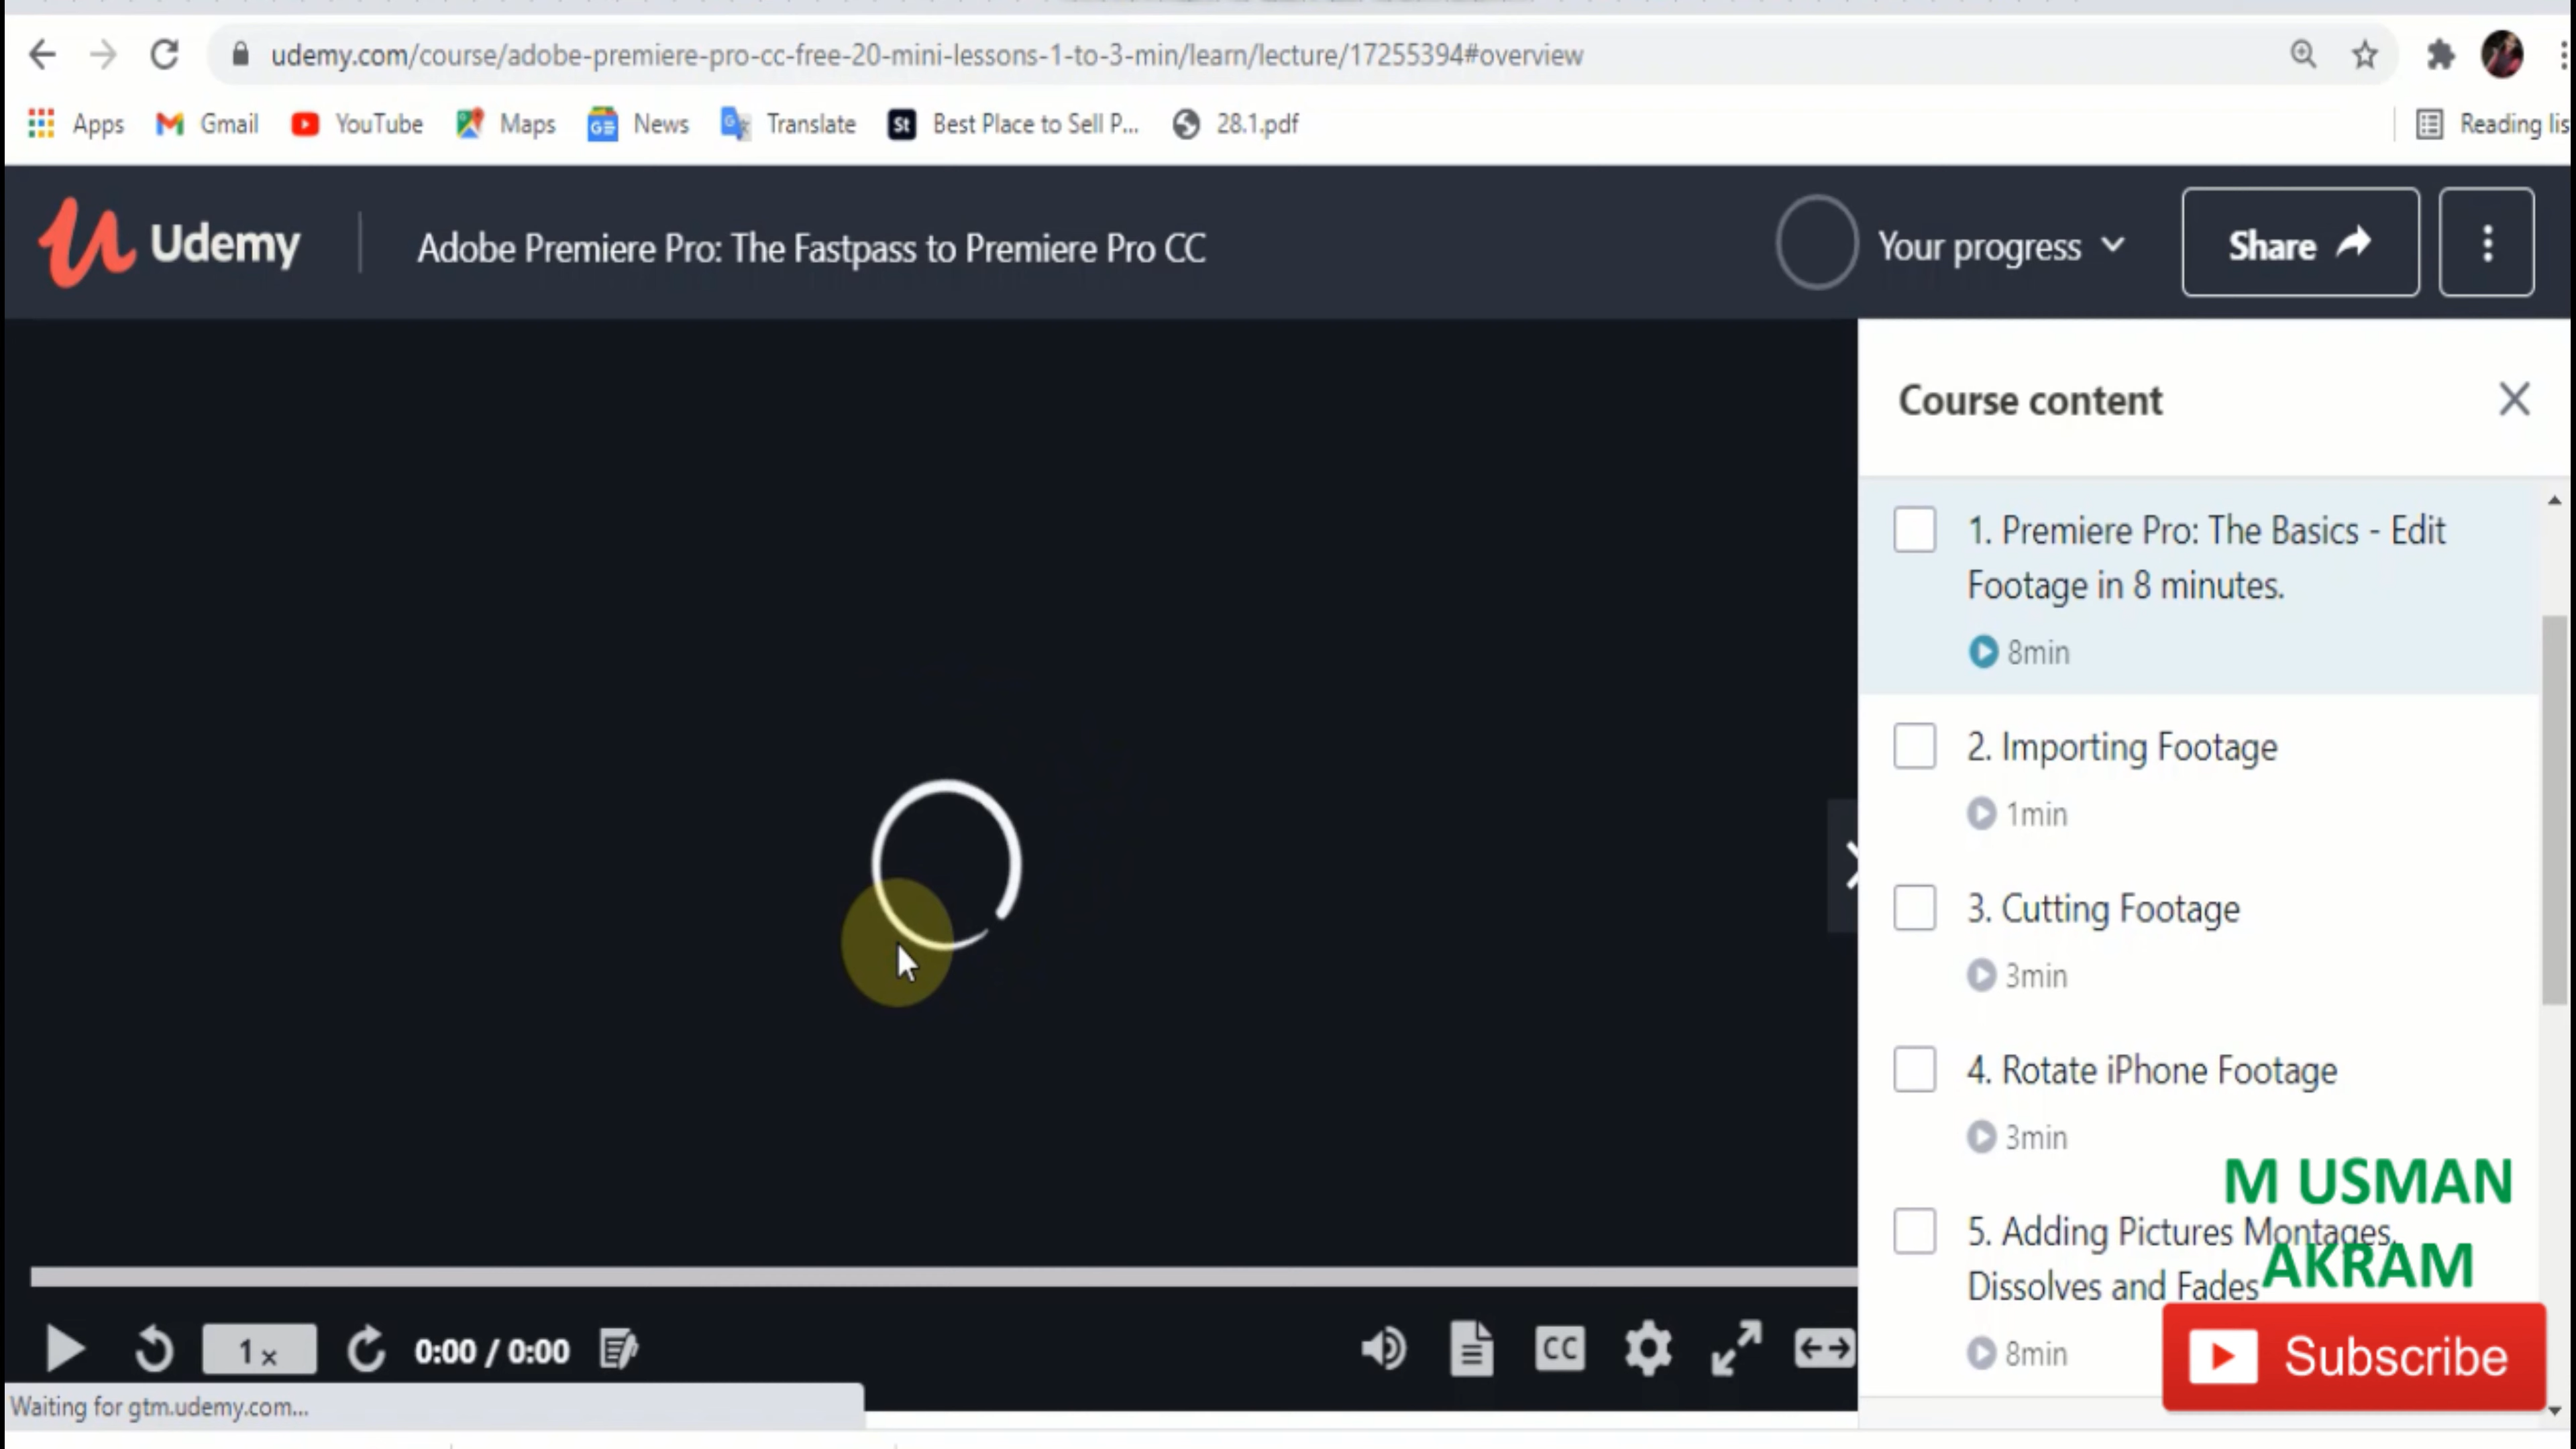 udemy.com/course/adobe-premiere-pro-cc-free-20-mini-lessons-1-to-3-min/learn/lecture/17255394#overview
Apps Gmail YouTube Maps News Translate St Best Place to Sell P... 28.1.pdf Reading lis
Udemy Adobe Premiere Pro: The Fastpass to Premiere Pro CC Your progress Share
Course content
1. Premiere Pro: The Basics - Edit
Footage in 8 minutes.
8min
2. Importing Footage
1min
3. Cutting Footage
3min
4. Rotate iPhone Footage
3min
M USMAN
5. Adding Pictures Montages,
AKRAM
Dissolves and Fades
8min
Subscribe
1x 0:00 / 0:00 CC
Waiting for gtm.udemy.com...